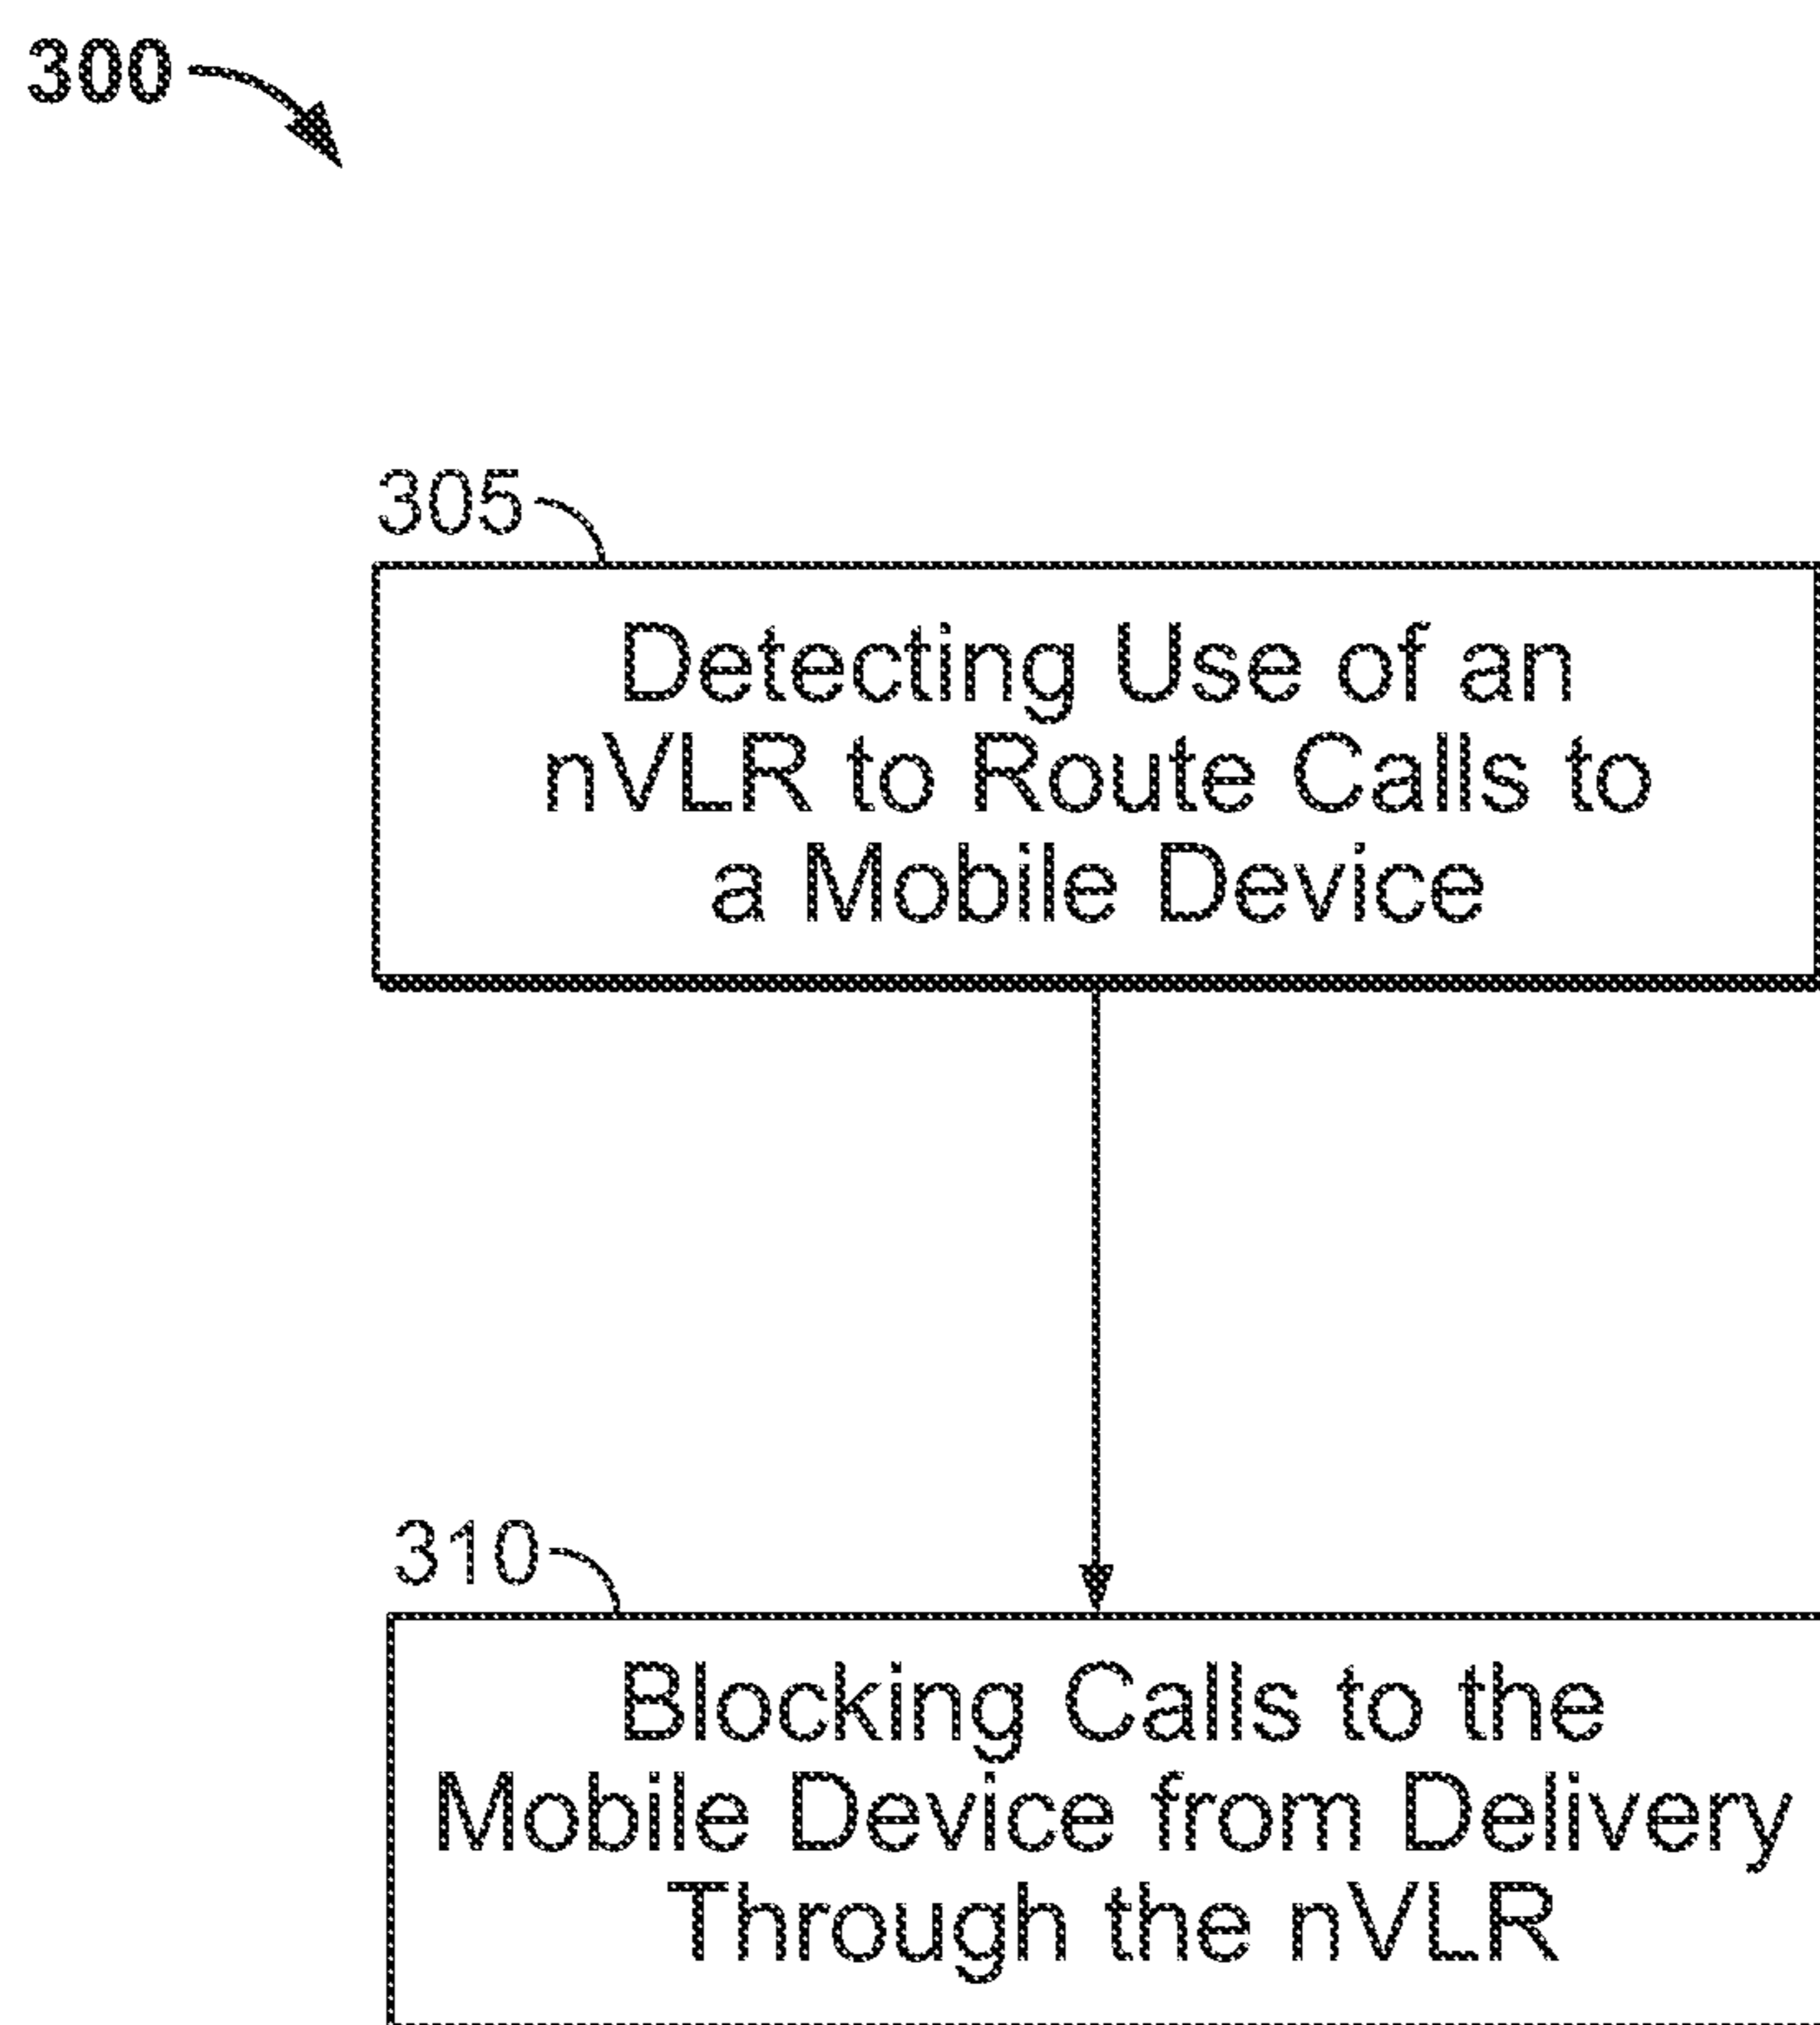 300
305
Detecting Use of an
nVLR to Route Calls to
a Mobile Device
310
Blocking Calls to the
Mobile Device from Delivery
Through the nVLR